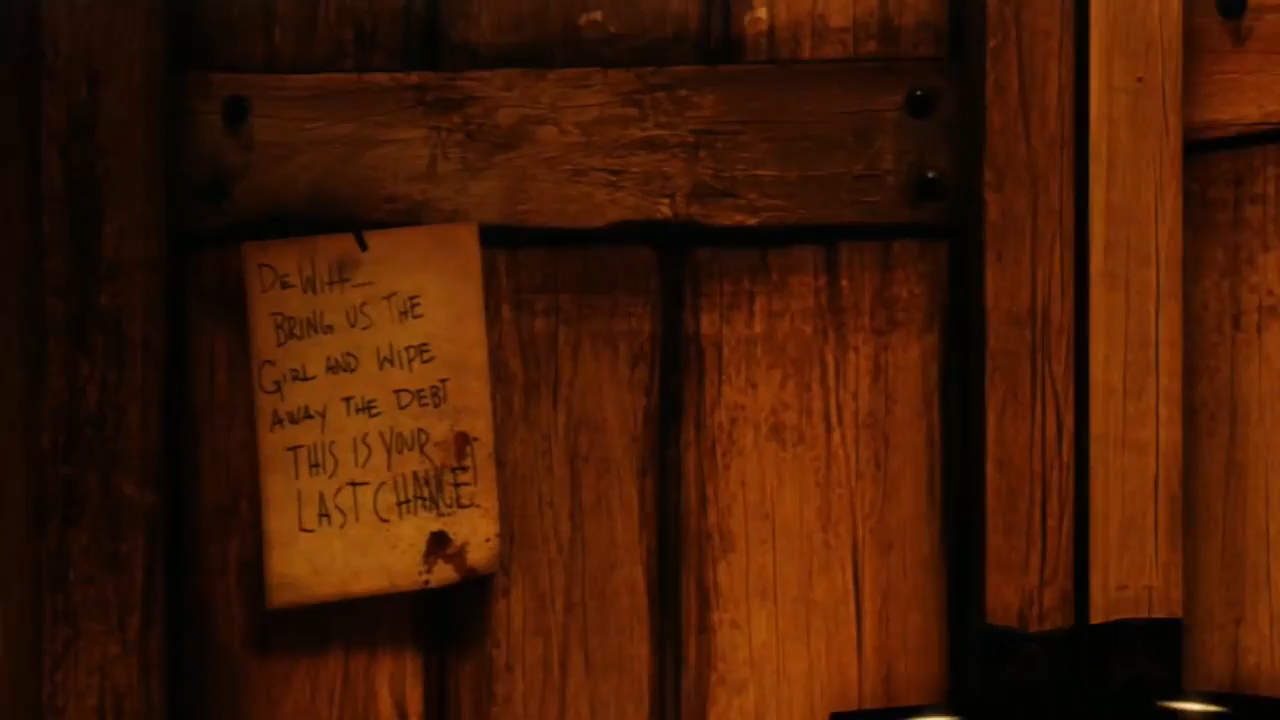 DeWitt—
BRING US THE
GIRL AND WIPE
AWAY THE DEBT
THIS IS YOUR
LAST CHANCE!